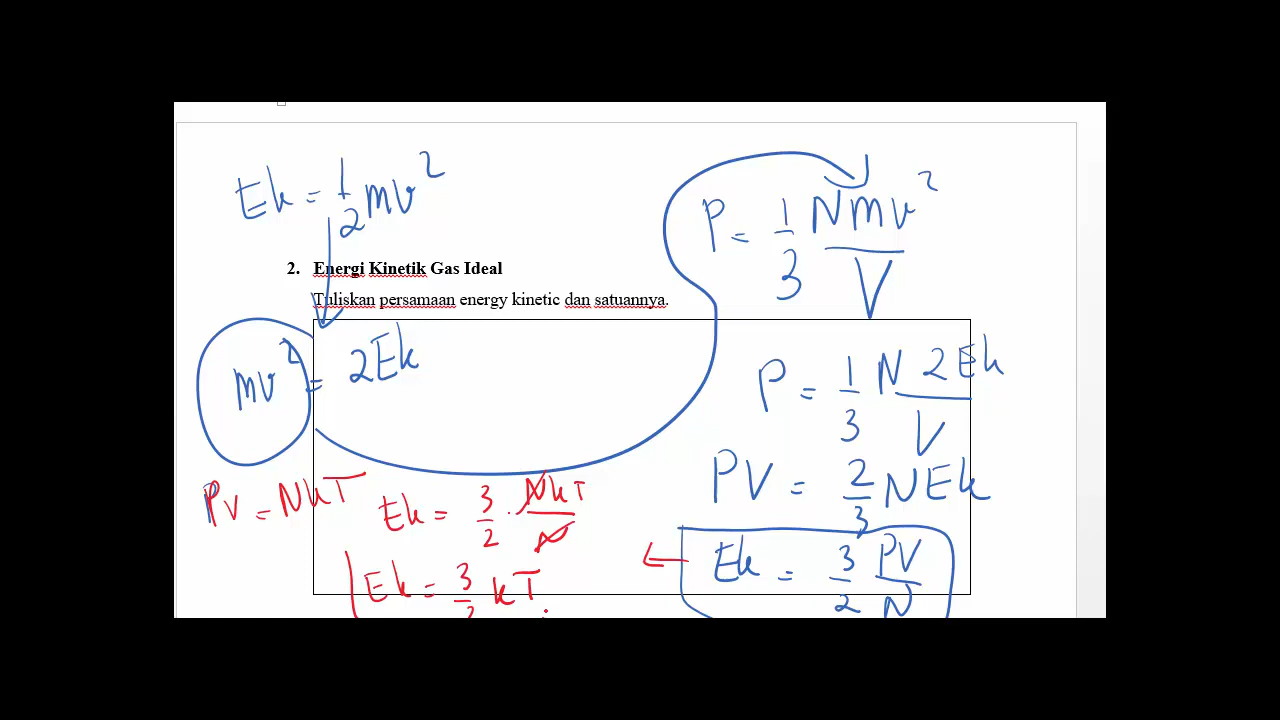 Ek = 1/2 mv²
P = 1/3 Nmv²/V
2. Energi Kinetik Gas Ideal
Tuliskan persamaan energy kinetic dan satuannya.
mv² = 2Ek
P = 1/3 N 2Ek/V
PV = 2/3 NEk
PV = NkT
Ek = 3/2 . NkT/N
Ek = 3/2 PV/N
Ek = 3/2 kT